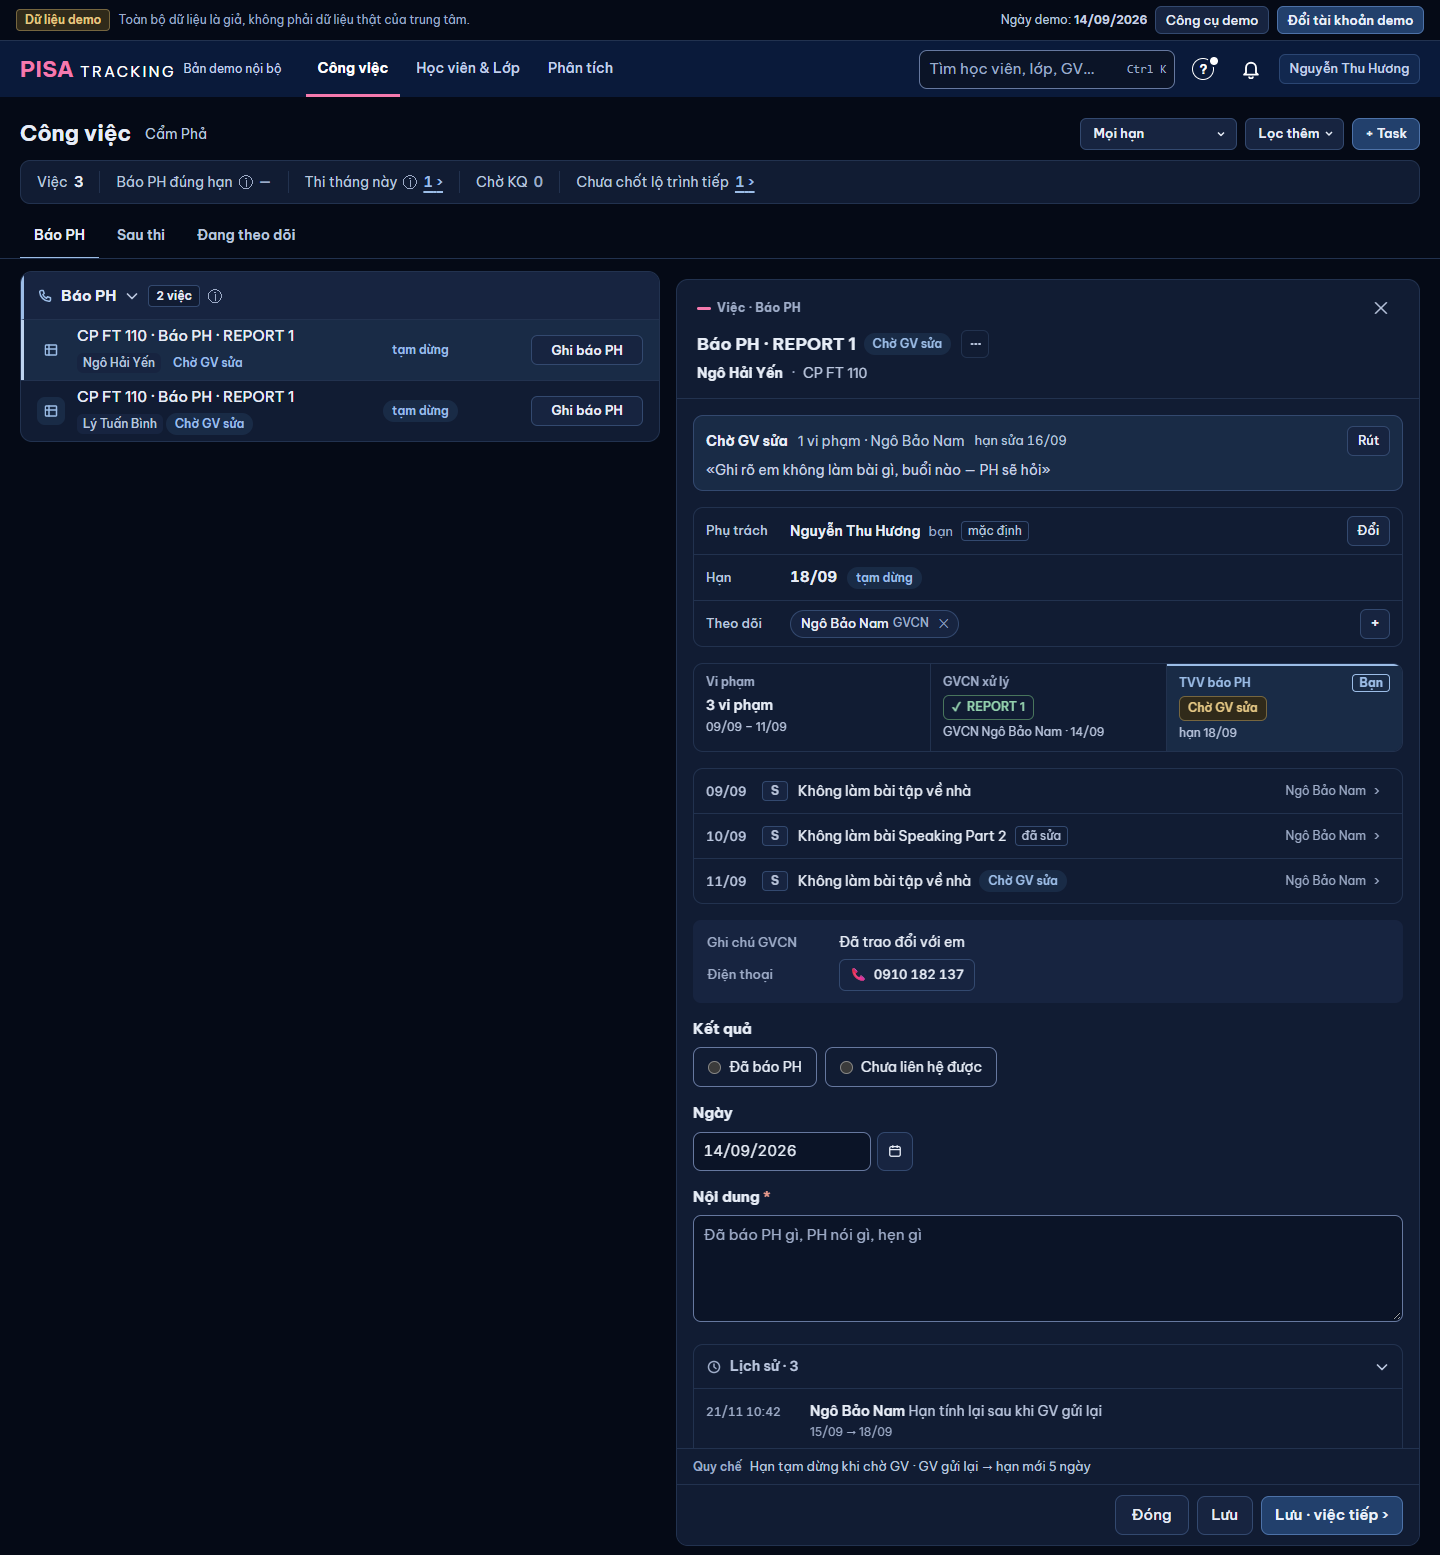 Dữ liệu demo Toàn bộ dữ liệu là giả, không phải dữ liệu thật của trung tâm. Ngày demo: 14/09/2026 Công cụ demo Đổi tài khoản demo
PISA TRACKING Bản demo nội bộ Công việc Học viên & Lớp Phân tích Tìm học viên, lớp, GV... Ctrl K ? Nguyễn Thu Hương
Công việc Cẩm Phả Mọi hạn Lọc thêm + Task
Việc 3 Báo PH đúng hạn ⓘ — Thi tháng này ⓘ 1 › Chờ KQ 0 Chưa chốt lộ trình tiếp 1 ›
Báo PH Sau thi Đang theo dõi
Báo PH 2 việc ⓘ
CP FT 110 · Báo PH · REPORT 1
Ngô Hải Yến Chờ GV sửa tạm dừng Ghi báo PH
CP FT 110 · Báo PH · REPORT 1
Lý Tuấn Bình Chờ GV sửa tạm dừng Ghi báo PH
Việc · Báo PH
Báo PH · REPORT 1 Chờ GV sửa ···
Ngô Hải Yến · CP FT 110
Chờ GV sửa 1 vi phạm · Ngô Bảo Nam hạn sửa 16/09 Rút
«Ghi rõ em không làm bài gì, buổi nào — PH sẽ hỏi»
Phụ trách Nguyễn Thu Hương bạn mặc định Đổi
Hạn 18/09 tạm dừng
Theo dõi Ngô Bảo Nam GVCN × +
Vi phạm
3 vi phạm
09/09 – 11/09
GVCN xử lý
✓ REPORT 1
GVCN Ngô Bảo Nam · 14/09
TVV báo PH Bạn
Chờ GV sửa
hạn 18/09
09/09 S Không làm bài tập về nhà Ngô Bảo Nam ›
10/09 S Không làm bài Speaking Part 2 đã sửa Ngô Bảo Nam ›
11/09 S Không làm bài tập về nhà Chờ GV sửa Ngô Bảo Nam ›
Ghi chú GVCN Đã trao đổi với em
Điện thoại 0910 182 137
Kết quả
Đã báo PH Chưa liên hệ được
Ngày
14/09/2026
Nội dung *
Đã báo PH gì, PH nói gì, hẹn gì
Lịch sử · 3
21/11 10:42 Ngô Bảo Nam Hạn tính lại sau khi GV gửi lại
15/09 → 18/09
Quy chế Hạn tạm dừng khi chờ GV · GV gửi lại → hạn mới 5 ngày
Đóng Lưu Lưu · việc tiếp ›